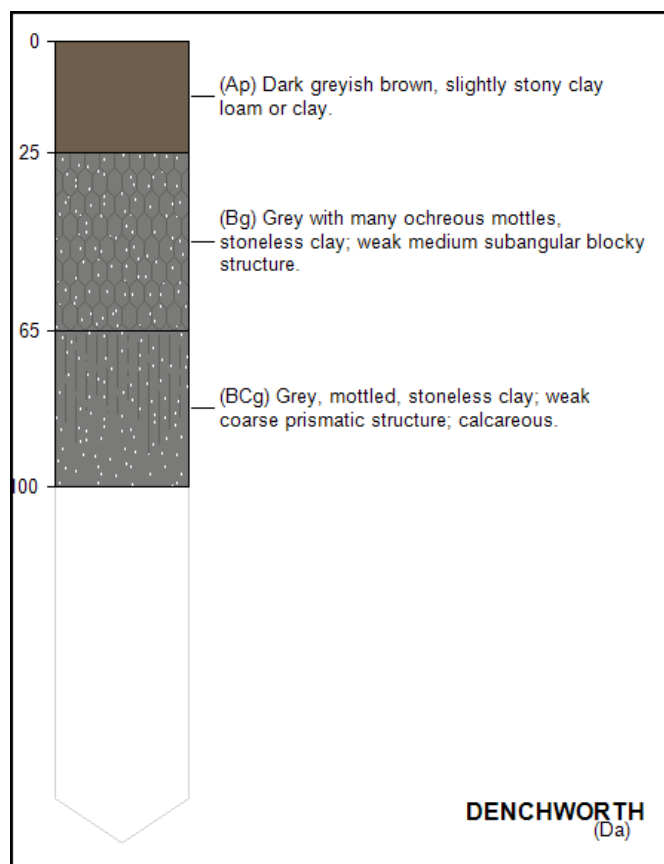 0
(Ap) Dark greyish brown, slightly stony clay
loam or clay.
25
(Bg) Grey with many ochreous mottles,
stoneless clay; weak medium subangular blocky
structure.
65
(BCg) Grey, mottled, stoneless clay; weak
coarse prismatic structure; calcareous.
100
DENCHWORTH
(Da)